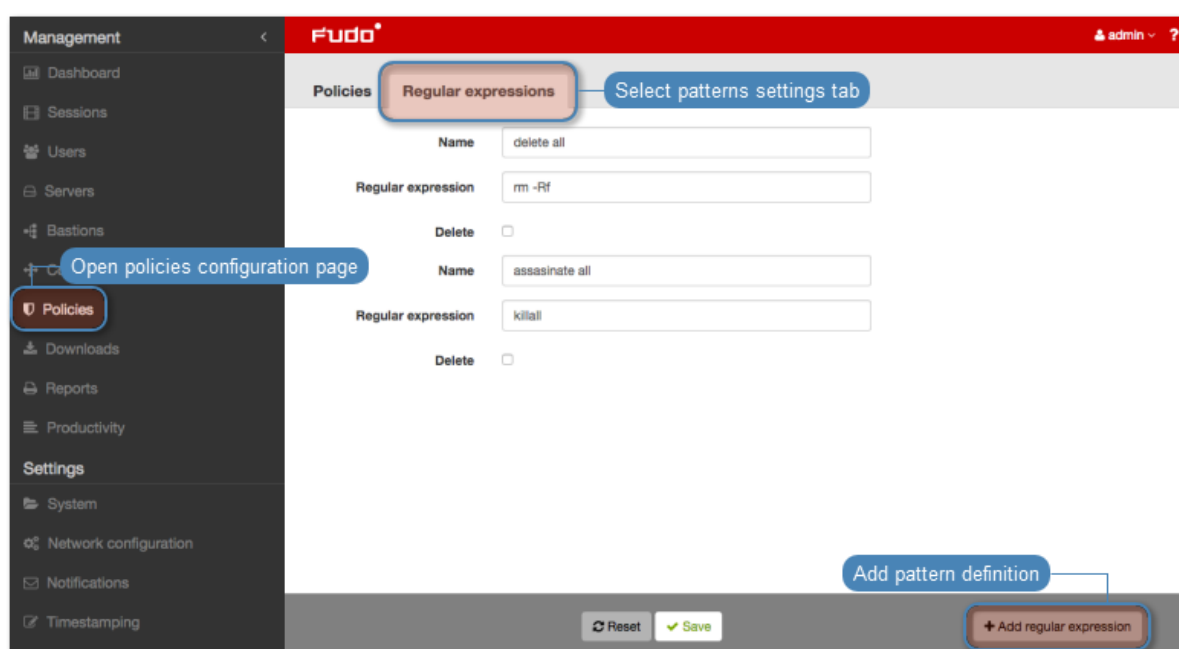 Management
FUDO
admin
?
Dashboard
Policies
Regular expressions
Select patterns settings tab
Sessions
Name
delete all
Users
Regular expression
rm -Rf
Servers
Delete
Bastions
Open policies configuration page
Name
assasinate all
Policies
Regular expression
killall
Downloads
Delete
Reports
Productivity
Settings
System
Network configuration
Add pattern definition
Notifications
Timestamping
Reset
Save
+ Add regular expression